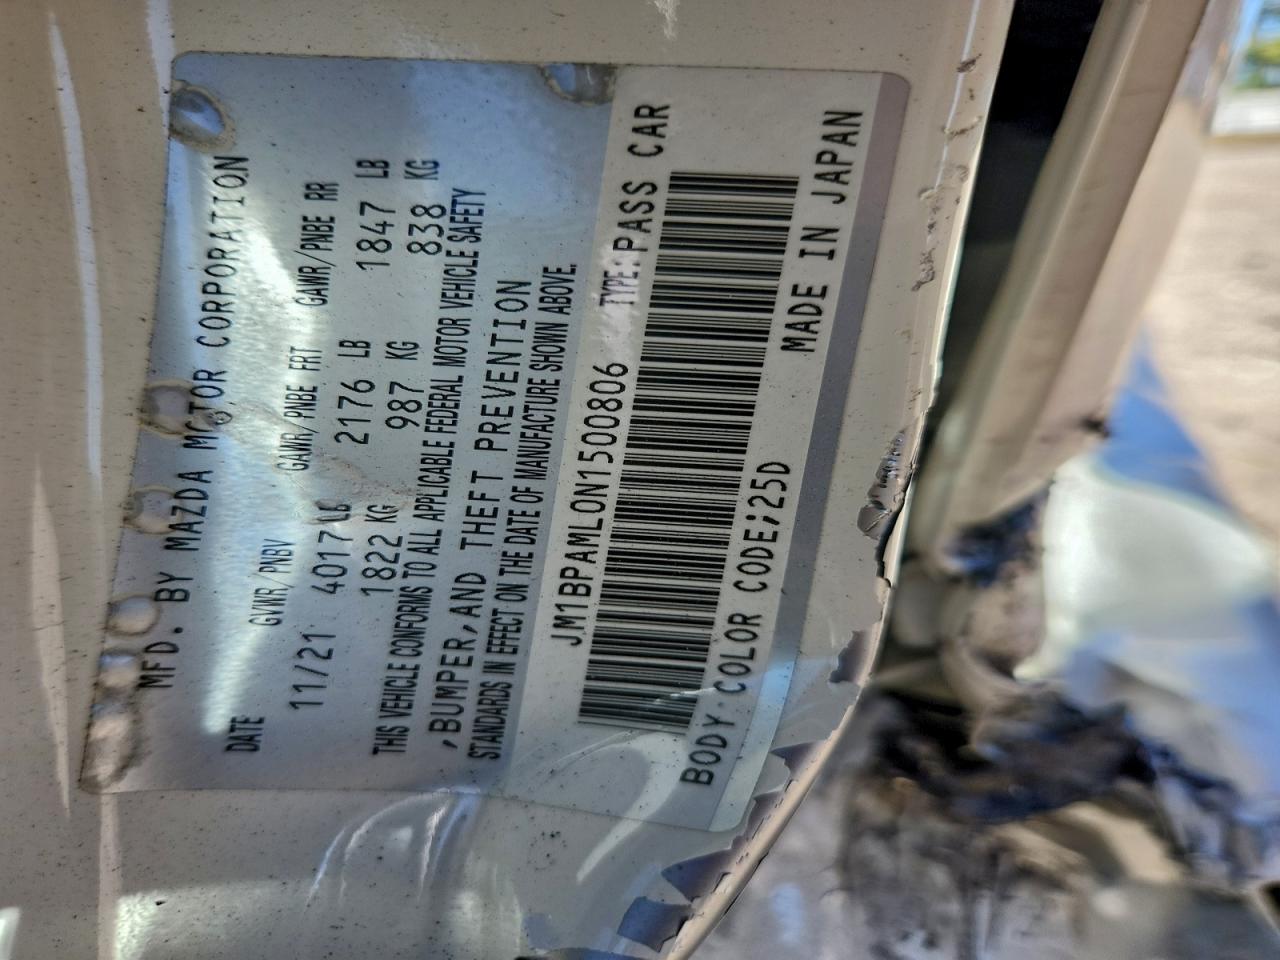 MFD. BY MAZDA MOTOR CORPORATION
DATE GVWR/PNBV GAWR/PNBE FRT GAWR/PNBE RR
11/21 4017 LB 2176 LB 1847 LB
1822 KG 987 KG 838 KG
THIS VEHICLE CONFORMS TO ALL APPLICABLE FEDERAL MOTOR VEHICLE SAFETY
,BUMPER,AND THEFT PREVENTION
STANDARDS IN EFFECT ON THE DATE OF MANUFACTURE SHOWN ABOVE.
JM1BPAML0N1500806 TYPE:PASS CAR
BODY COLOR CODE;25D MADE IN JAPAN